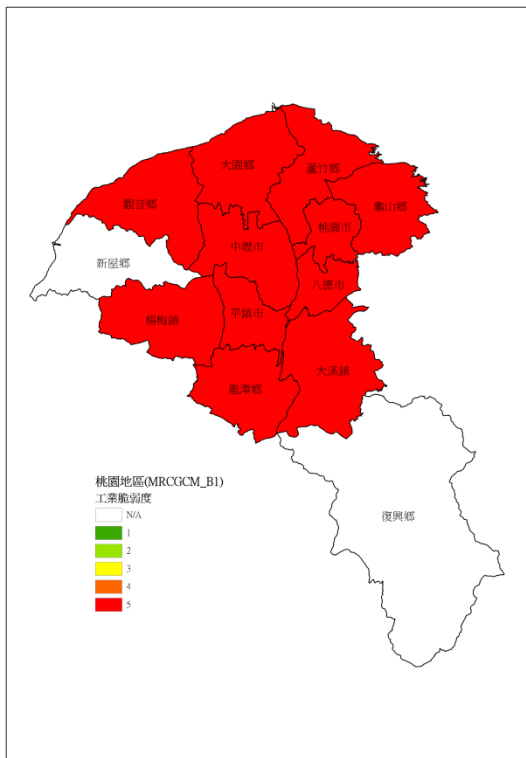 大園鄉
蘆竹鄉
觀音鄉
龜山鄉
桃園市
中壢市
新屋鄉
八德市
楊梅鎮
平鎮市
大溪鎮
龍潭鄉
復興鄉
桃園地區(MRCGCM_B1)
工業脆弱度
N/A
1
2
3
4
5